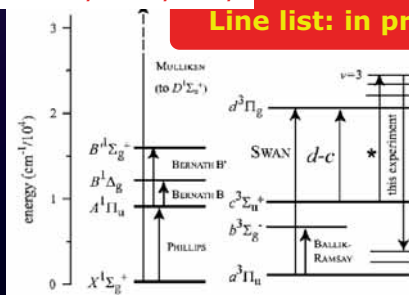 Line list: in pr
energy (cm⁻¹/10⁴)
3
2
1
0
MULLIKEN
(to D¹Σᵤ⁺)
B'¹Σg⁺
BERNATH B'
B¹Δg
BERNATH B
A¹Πᵤ
PHILLIPS
X¹Σg⁺
v=3
d³Πg
SWAN
d-c
*
this experiment
c³Σᵤ⁺
b³Σg⁻
BALLIK-
RAMSAY
a³Πᵤ